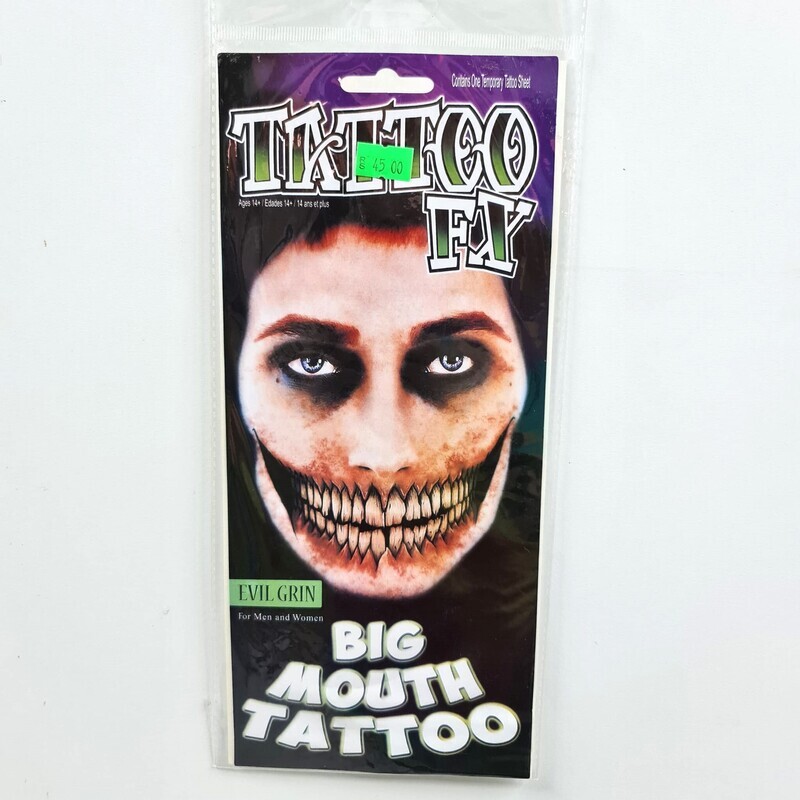 Contains One Temporary Tattoo Sheet
TATTOO
45 00
FX
Ages 14+ / Edades 14+ / 14 ans et plus
EVIL GRIN
For Men and Women
BIG
MOUTH
TATTOO